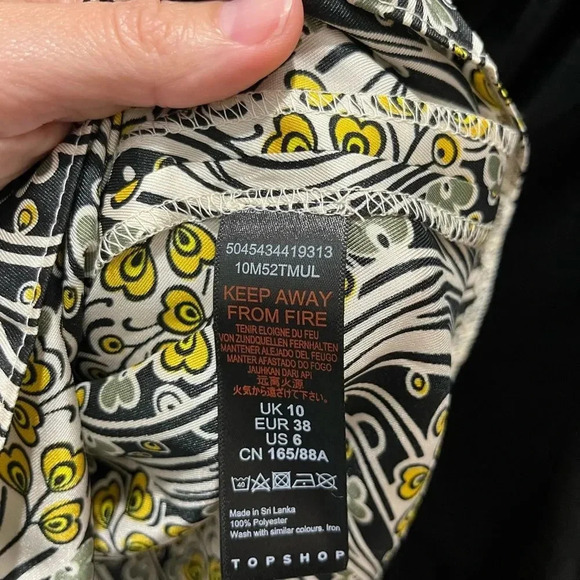 5045434419313
10M52TMUL
KEEP AWAY
FROM FIRE
TENIR ELOIGNE DU FEU
VON ZUNDQUELLEN FERNHALTEN
MANTENER ALEJADO DEL FEUGO
MANTER AFASTADO DO FOGO
JAUHKAN DARI APi
远离火源
火気から遠ざけて下さい
UK 10
EUR 38
US 6
CN 165/88A
40
Made in Sri Lanka
100% Polyester
Wash with similar colours. Iron
TOPSHOP